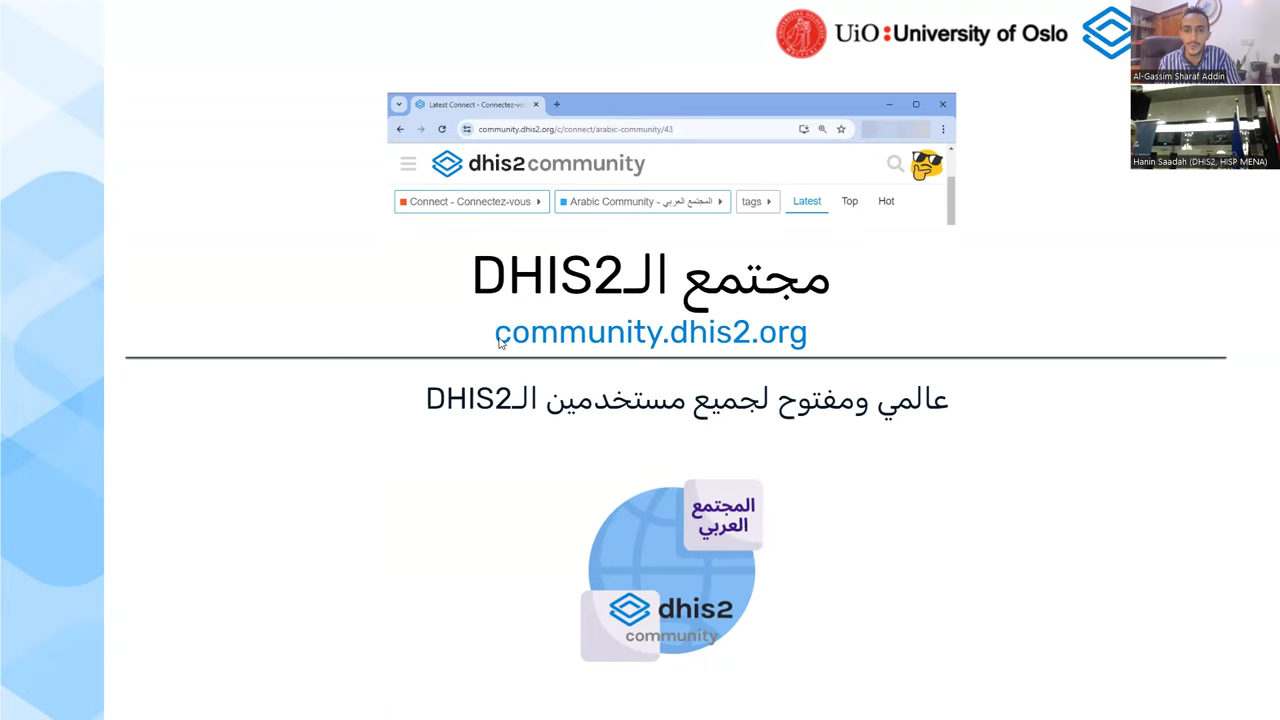 UiO : University of Oslo
Al-Gassim Sharaf Addin
Hanin Saadah (DHIS2, HISP MENA)
Latest Connect - Connectez-vo
community.dhis2.org/c/connect/arabic-community/43
dhis2 community
Connect - Connectez-vous
Arabic Community - المجتمع العربي
tags
Latest
Top
Hot
مجتمع الـDHIS2
community.dhis2.org
عالمي ومفتوح لجميع مستخدمين الـDHIS2
المجتمع
العربي
dhis2
community